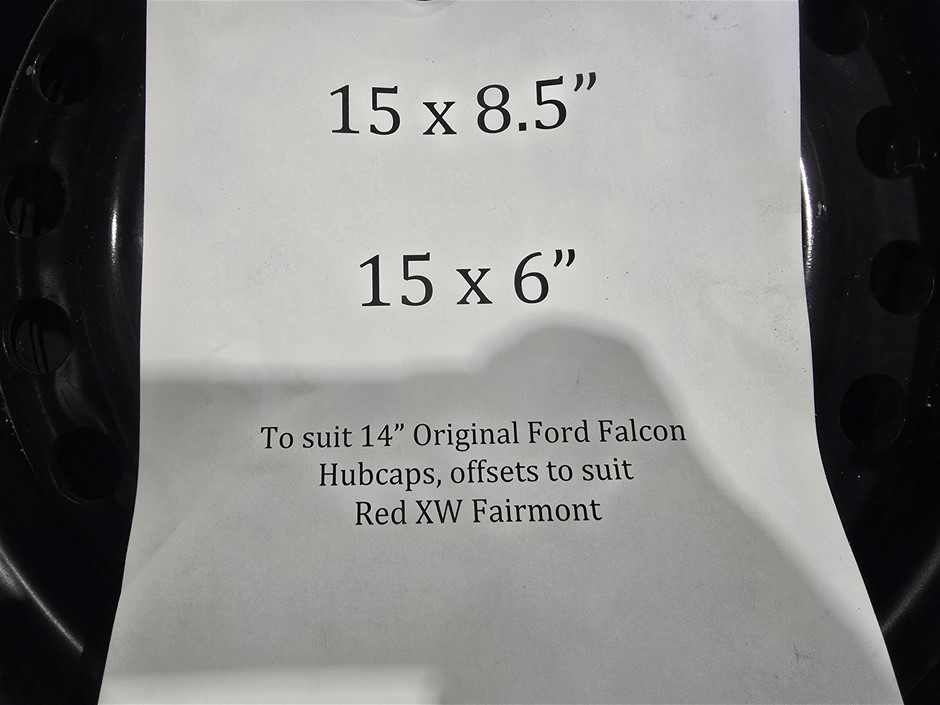 15 x 8.5”
15 x 6”
To suit 14” Original Ford Falcon
Hubcaps, offsets to suit
Red XW Fairmont